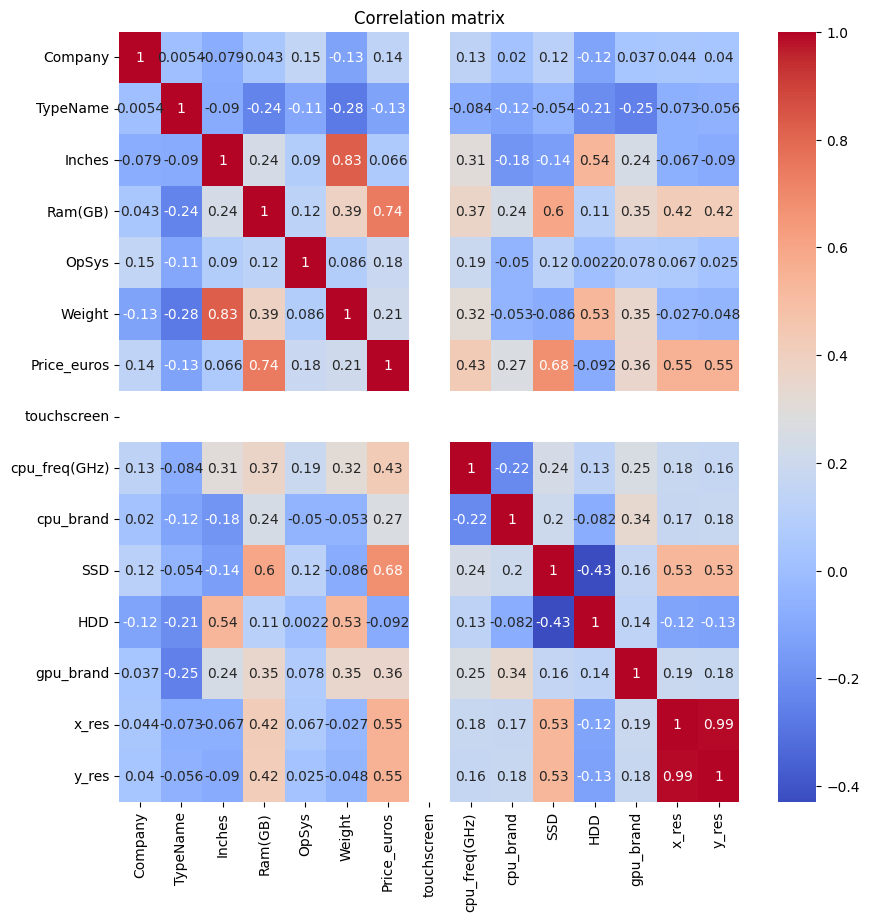 Correlation matrix
Company 1 0.0054 -0.079 0.043 0.15 -0.13 0.14 0.13 0.02 0.12 -0.12 0.037 0.044 0.04
TypeName 0.0054 1 -0.09 -0.24 -0.11 -0.28 -0.13 -0.084 -0.12 -0.054 -0.21 -0.25 -0.073 -0.056
Inches -0.079 -0.09 1 0.24 0.09 0.83 0.066 0.31 -0.18 -0.14 0.54 0.24 -0.067 -0.09
Ram(GB) 0.043 -0.24 0.24 1 0.12 0.39 0.74 0.37 0.24 0.6 0.11 0.35 0.42 0.42
OpSys 0.15 -0.11 0.09 0.12 1 0.086 0.18 0.19 -0.05 0.12 0.0022 0.078 0.067 0.025
Weight -0.13 -0.28 0.83 0.39 0.086 1 0.21 0.32 -0.053 -0.086 0.53 0.35 -0.027 -0.048
Price_euros 0.14 -0.13 0.066 0.74 0.18 0.21 1 0.43 0.27 0.68 -0.092 0.36 0.55 0.55
touchscreen
cpu_freq(GHz) 0.13 -0.084 0.31 0.37 0.19 0.32 0.43 1 -0.22 0.24 0.13 0.25 0.18 0.16
cpu_brand 0.02 -0.12 -0.18 0.24 -0.05 -0.053 0.27 -0.22 1 0.2 -0.082 0.34 0.17 0.18
SSD 0.12 -0.054 -0.14 0.6 0.12 -0.086 0.68 0.24 0.2 1 -0.43 0.16 0.53 0.53
HDD -0.12 -0.21 0.54 0.11 0.0022 0.53 -0.092 0.13 -0.082 -0.43 1 0.14 -0.12 -0.13
gpu_brand 0.037 -0.25 0.24 0.35 0.078 0.35 0.36 0.25 0.34 0.16 0.14 1 0.19 0.18
x_res 0.044 -0.073 -0.067 0.42 0.067 -0.027 0.55 0.18 0.17 0.53 -0.12 0.19 1 0.99
y_res 0.04 -0.056 -0.09 0.42 0.025 -0.048 0.55 0.16 0.18 0.53 -0.13 0.18 0.99 1
Company TypeName Inches Ram(GB) OpSys Weight Price_euros touchscreen cpu_freq(GHz) cpu_brand SSD HDD gpu_brand x_res y_res
1.0
0.8
0.6
0.4
0.2
0.0
−0.2
−0.4